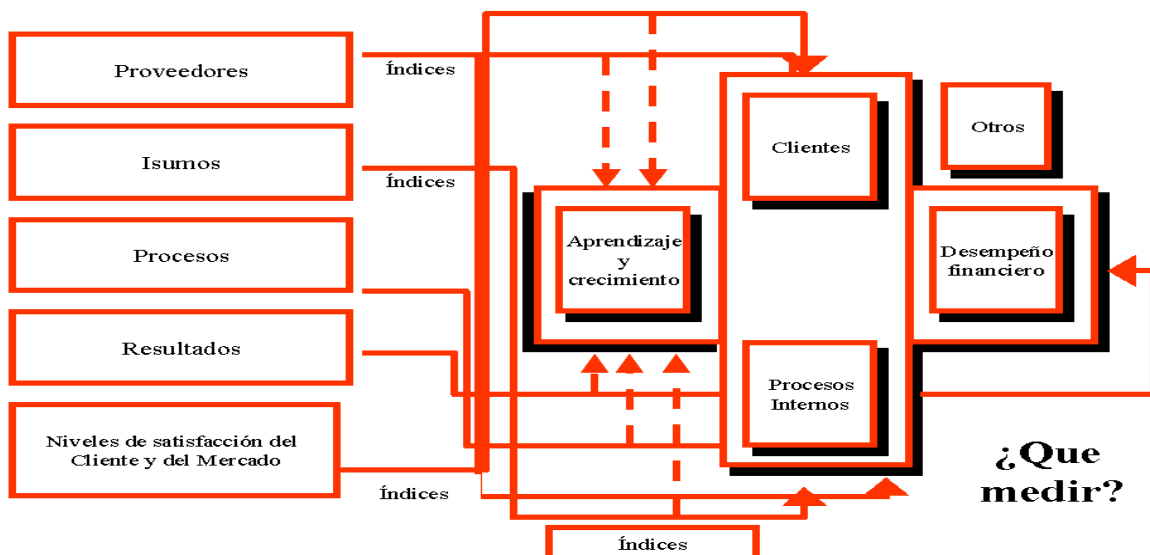 Proveedores
Índices
Isumos
Índices
Procesos
Resultados
Niveles de satisfacción del
Cliente y del Mercado
Índices
Índices
Clientes
Otros
Aprendizaje
y
crecimiento
Desempeño
financiero
Procesos
Internos
¿Que
medir?